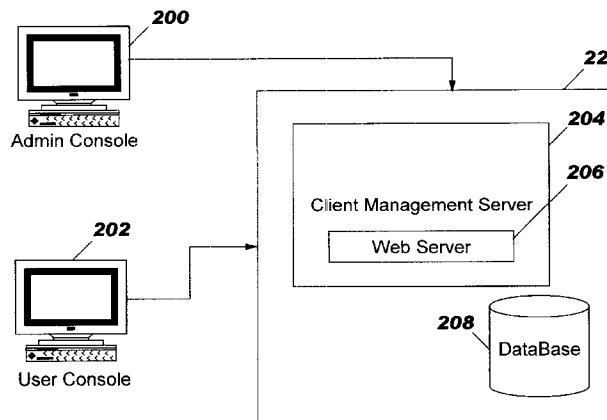 200
22
Admin Console
204
206
Client Management Server
Web Server
202
208
DataBase
User Console